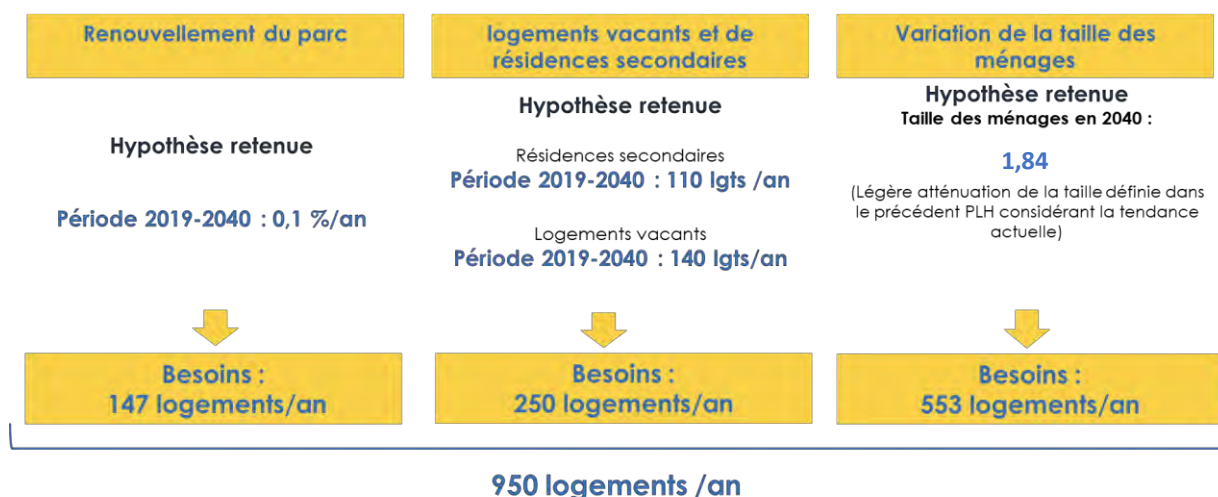 Renouvellement du parc
Hypothèse retenue
Période 2019-2040 : 0,1 %/an
Besoins :
147 logements/an
logements vacants et de
résidences secondaires
Hypothèse retenue
Résidences secondaires
Période 2019-2040 : 110 lgts /an
Logements vacants
Période 2019-2040 : 140 lgts/an
Besoins :
250 logements/an
Variation de la taille des
ménages
Hypothèse retenue
Taille des ménages en 2040 :
1,84
(Légère atténuation de la taille définie dans
le précédent PLH considérant la tendance
actuelle)
Besoins :
553 logements/an
950 logements /an